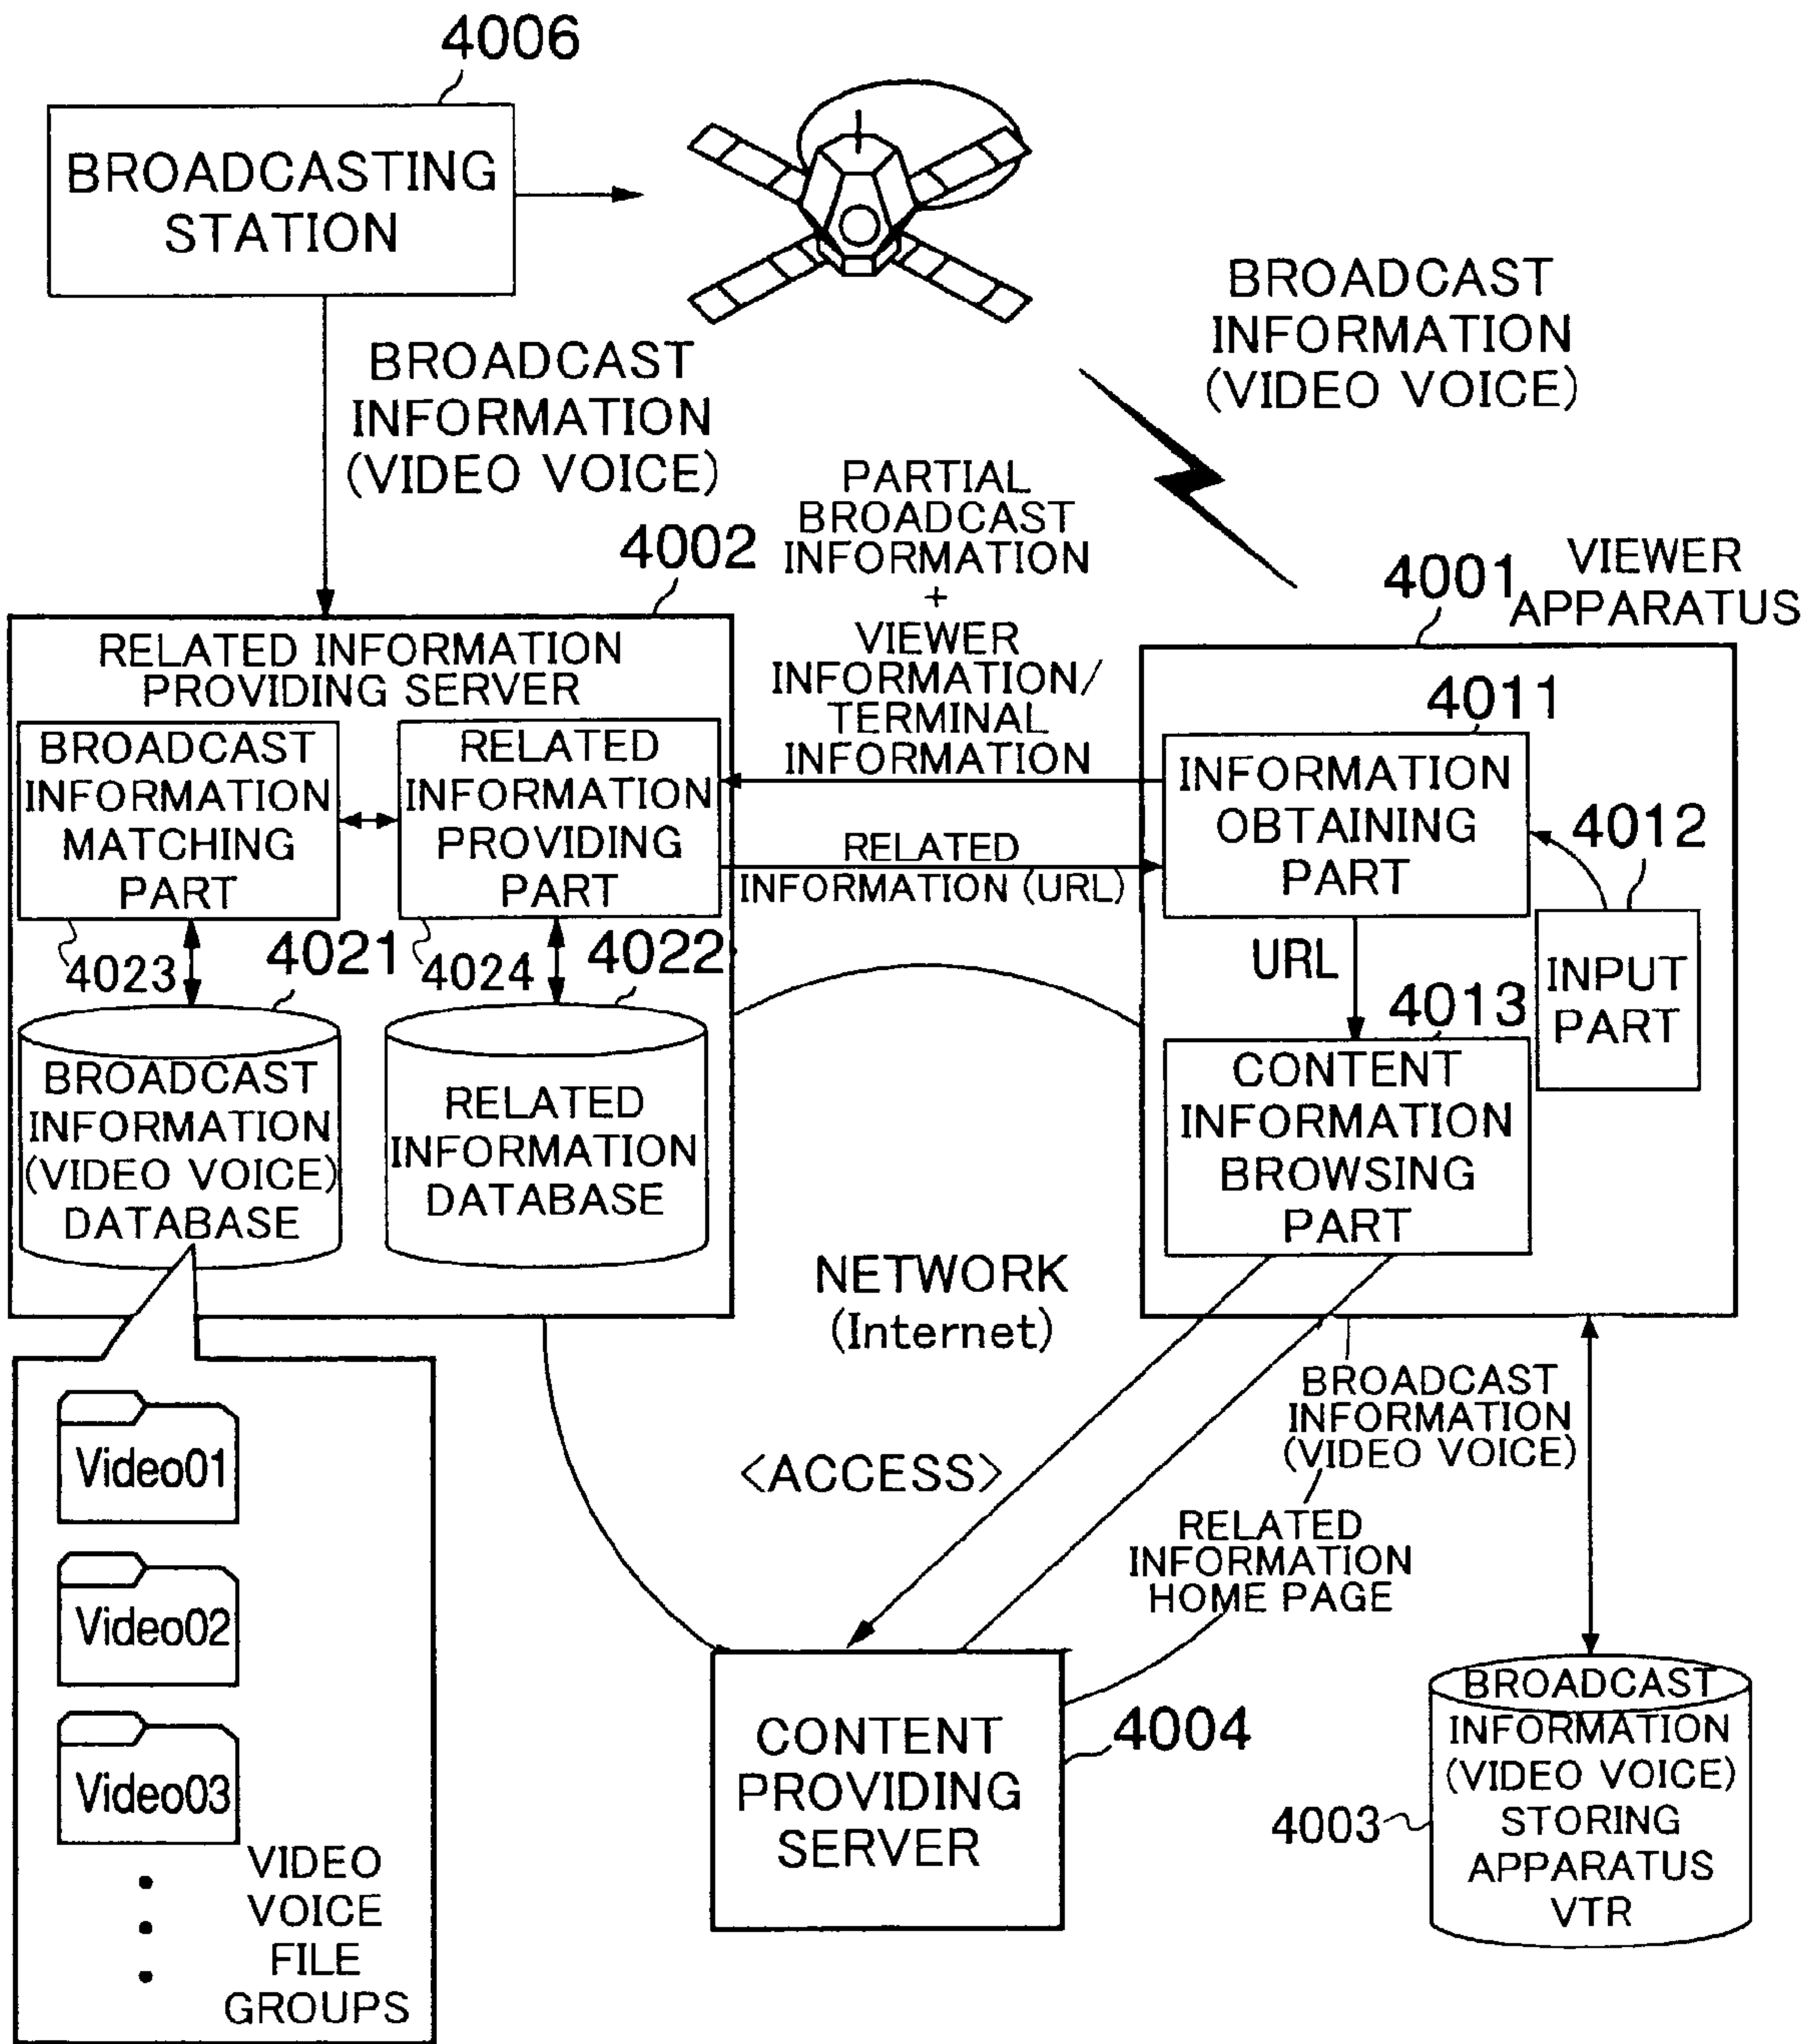 4006
BROADCASTING
STATION
BROADCAST
INFORMATION
(VIDEO VOICE)
BROADCAST
INFORMATION
(VIDEO VOICE)
PARTIAL
BROADCAST
INFORMATION
+
VIEWER
INFORMATION/
TERMINAL
INFORMATION
4002
RELATED INFORMATION
PROVIDING SERVER
BROADCAST
INFORMATION
MATCHING
PART
4023
RELATED
INFORMATION
PROVIDING
PART
4024
RELATED
INFORMATION (URL)
4021
BROADCAST
INFORMATION
(VIDEO VOICE)
DATABASE
4022
RELATED
INFORMATION
DATABASE
4001
VIEWER
APPARATUS
4011
INFORMATION
OBTAINING
PART
4012
INPUT
PART
URL
4013
CONTENT
INFORMATION
BROWSING
PART
NETWORK
(Internet)
<ACCESS>
BROADCAST
INFORMATION
(VIDEO VOICE)
RELATED
INFORMATION
HOME PAGE
Video01
Video02
Video03
VIDEO
VOICE
FILE
GROUPS
CONTENT
PROVIDING
SERVER
4004
4003
BROADCAST
INFORMATION
(VIDEO VOICE)
STORING
APPARATUS
VTR